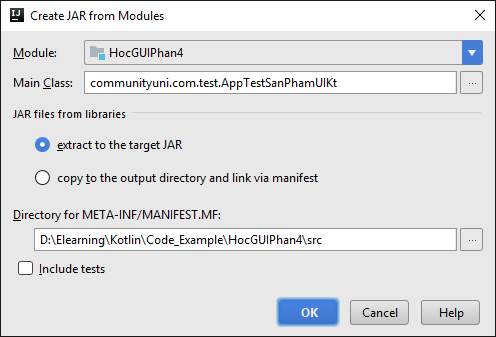 IJ Create JAR from Modules
Module: HocGUIPhan4
Main Class: communityuni.com.test.AppTestSanPhamUIKt ...
JAR files from libraries
extract to the target JAR
copy to the output directory and link via manifest
Directory for META-INF/MANIFEST.MF:
D:\Elearning\Kotlin\Code_Example\HocGUIPhan4\src ...
Include tests
OK Cancel Help